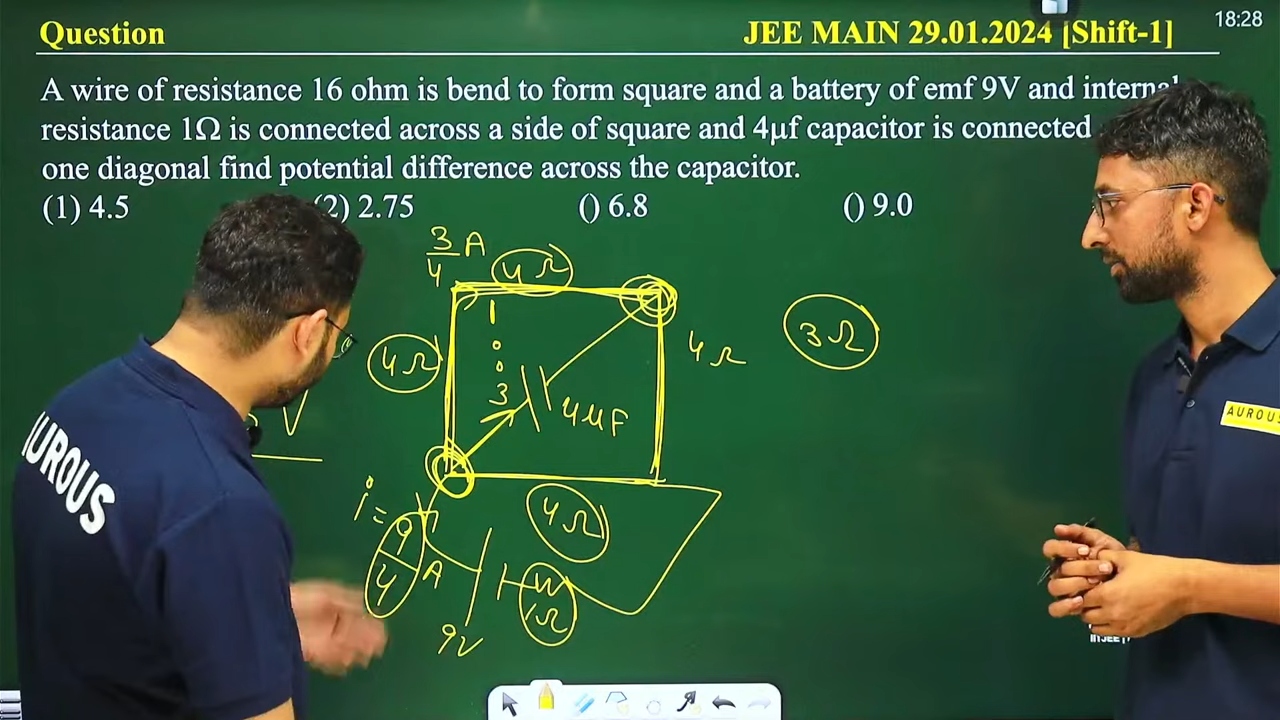 Question
JEE MAIN 29.01.2024 [Shift-1]
18:28
A wire of resistance 16 ohm is bend to form square and a battery of emf 9V and
resistance 1Ω is connected across a side of square and 4μf capacitor is connected
one diagonal find potential difference across the capacitor.
(1) 4.5 (2) 2.75 () 6.8 () 9.0
3/4 A
4Ω
4Ω
4Ω
3Ω
1:3
4μF
V
i = 9/4 A
4Ω
1Ω
9V
AUROUS
AUROUS